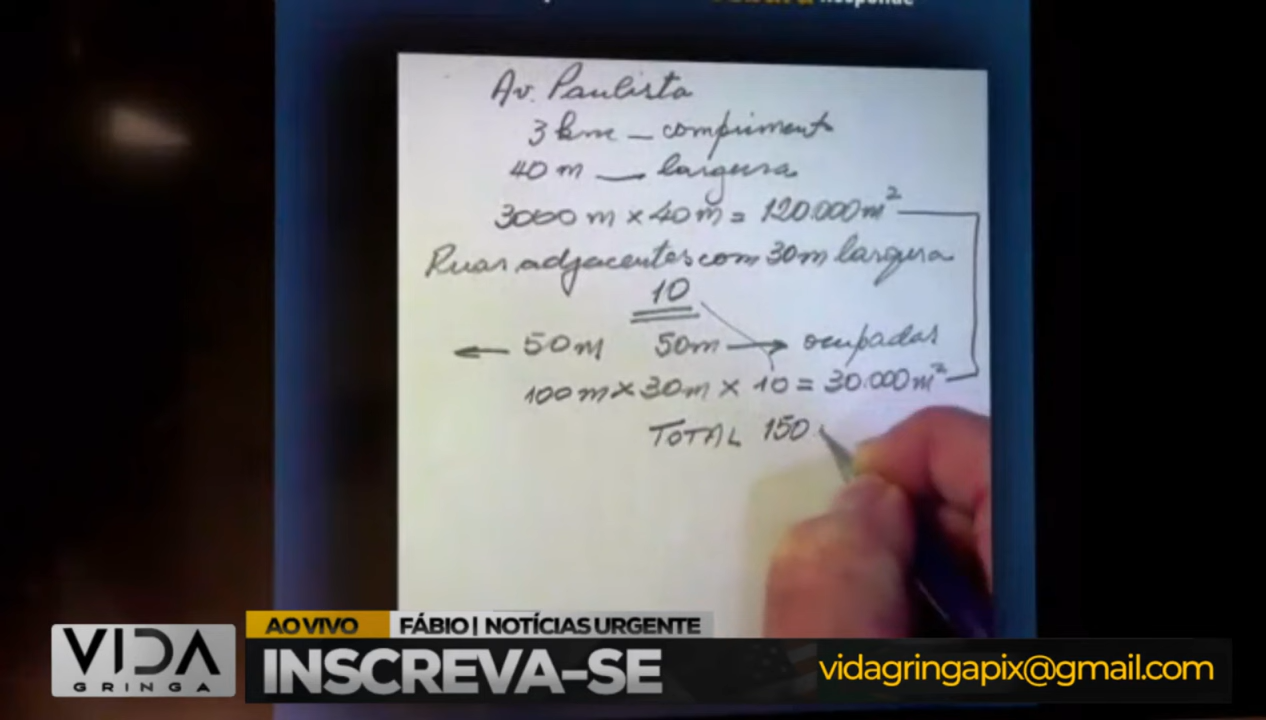 Av. Paulista
3 km — comprimento
40 m — largura
3000 m x 40 m = 120.000 m²
Ruas adjacentes com 30m largura
10
← 50m 50m → ocupadas
100 m x 30 m x 10 = 30.000 m²
TOTAL 150.
VIDA
GRINGA
AO VIVO
FÁBIO | NOTÍCIAS URGENTE
INSCREVA-SE
vidagringapix@gmail.com